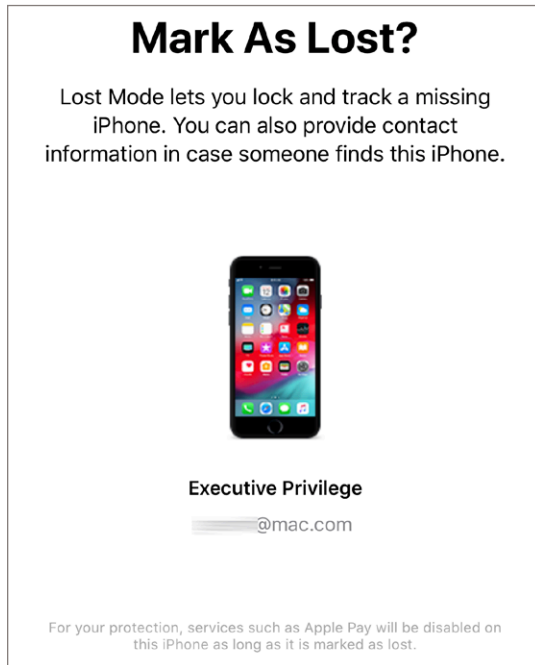 Mark As Lost?
Lost Mode lets you lock and track a missing
iPhone. You can also provide contact
information in case someone finds this iPhone.
Executive Privilege
@mac.com
For your protection, services such as Apple Pay will be disabled on
this iPhone as long as it is marked as lost.